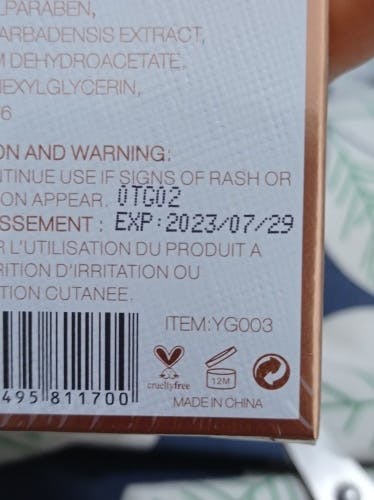 LPARABEN,
ARBADENSIS EXTRACT,
M DEHYDROACETATE,
HEXYLGLYCERIN,
6
ON AND WARNING:
ONTINUE USE IF SIGNS OF RASH OR
ON APPEAR. 0TG02
SSEMENT : EXP:2023/07/29
R L'UTILISATION DU PRODUIT A
RITION D'IRRITATION OU
TION CUTANEE.
ITEM:YG003
crueltyfree
12M
495 811700
MADE IN CHINA